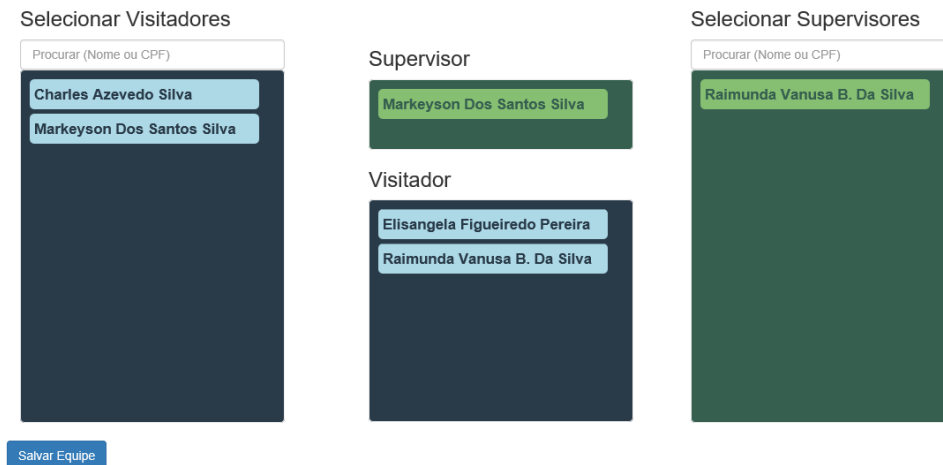 Selecionar Visitadores
Procurar (Nome ou CPF)
Charles Azevedo Silva
Markeyson Dos Santos Silva
Supervisor
Markeyson Dos Santos Silva
Visitador
Elisangela Figueiredo Pereira
Raimunda Vanusa B. Da Silva
Selecionar Supervisores
Procurar (Nome ou CPF)
Raimunda Vanusa B. Da Silva
Salvar Equipe